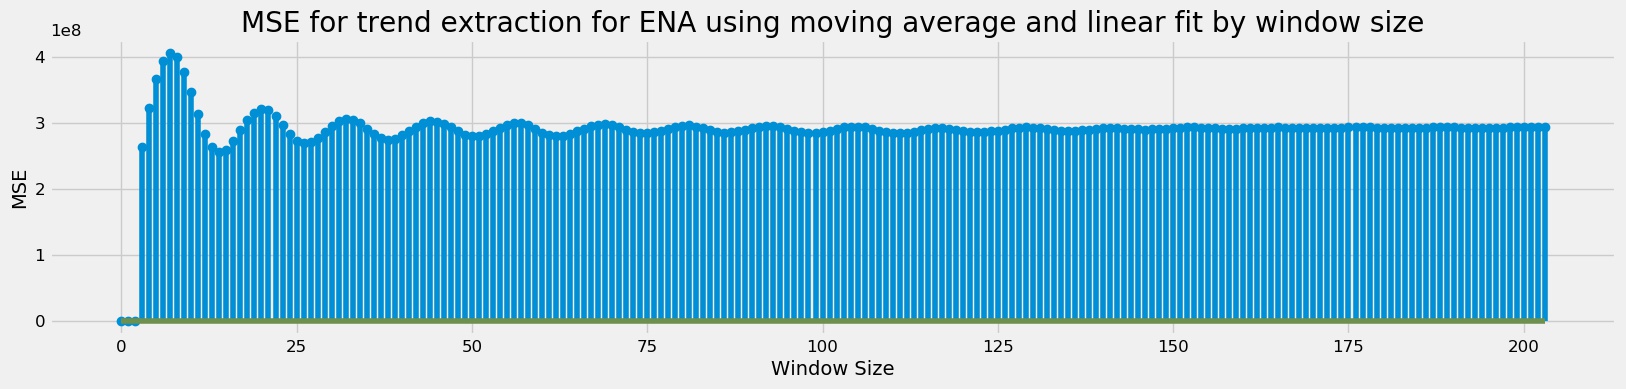 MSE for trend extraction for ENA using moving average and linear fit by window size
1e8
4
3
2
1
0
MSE
0 25 50 75 100 125 150 175 200
Window Size